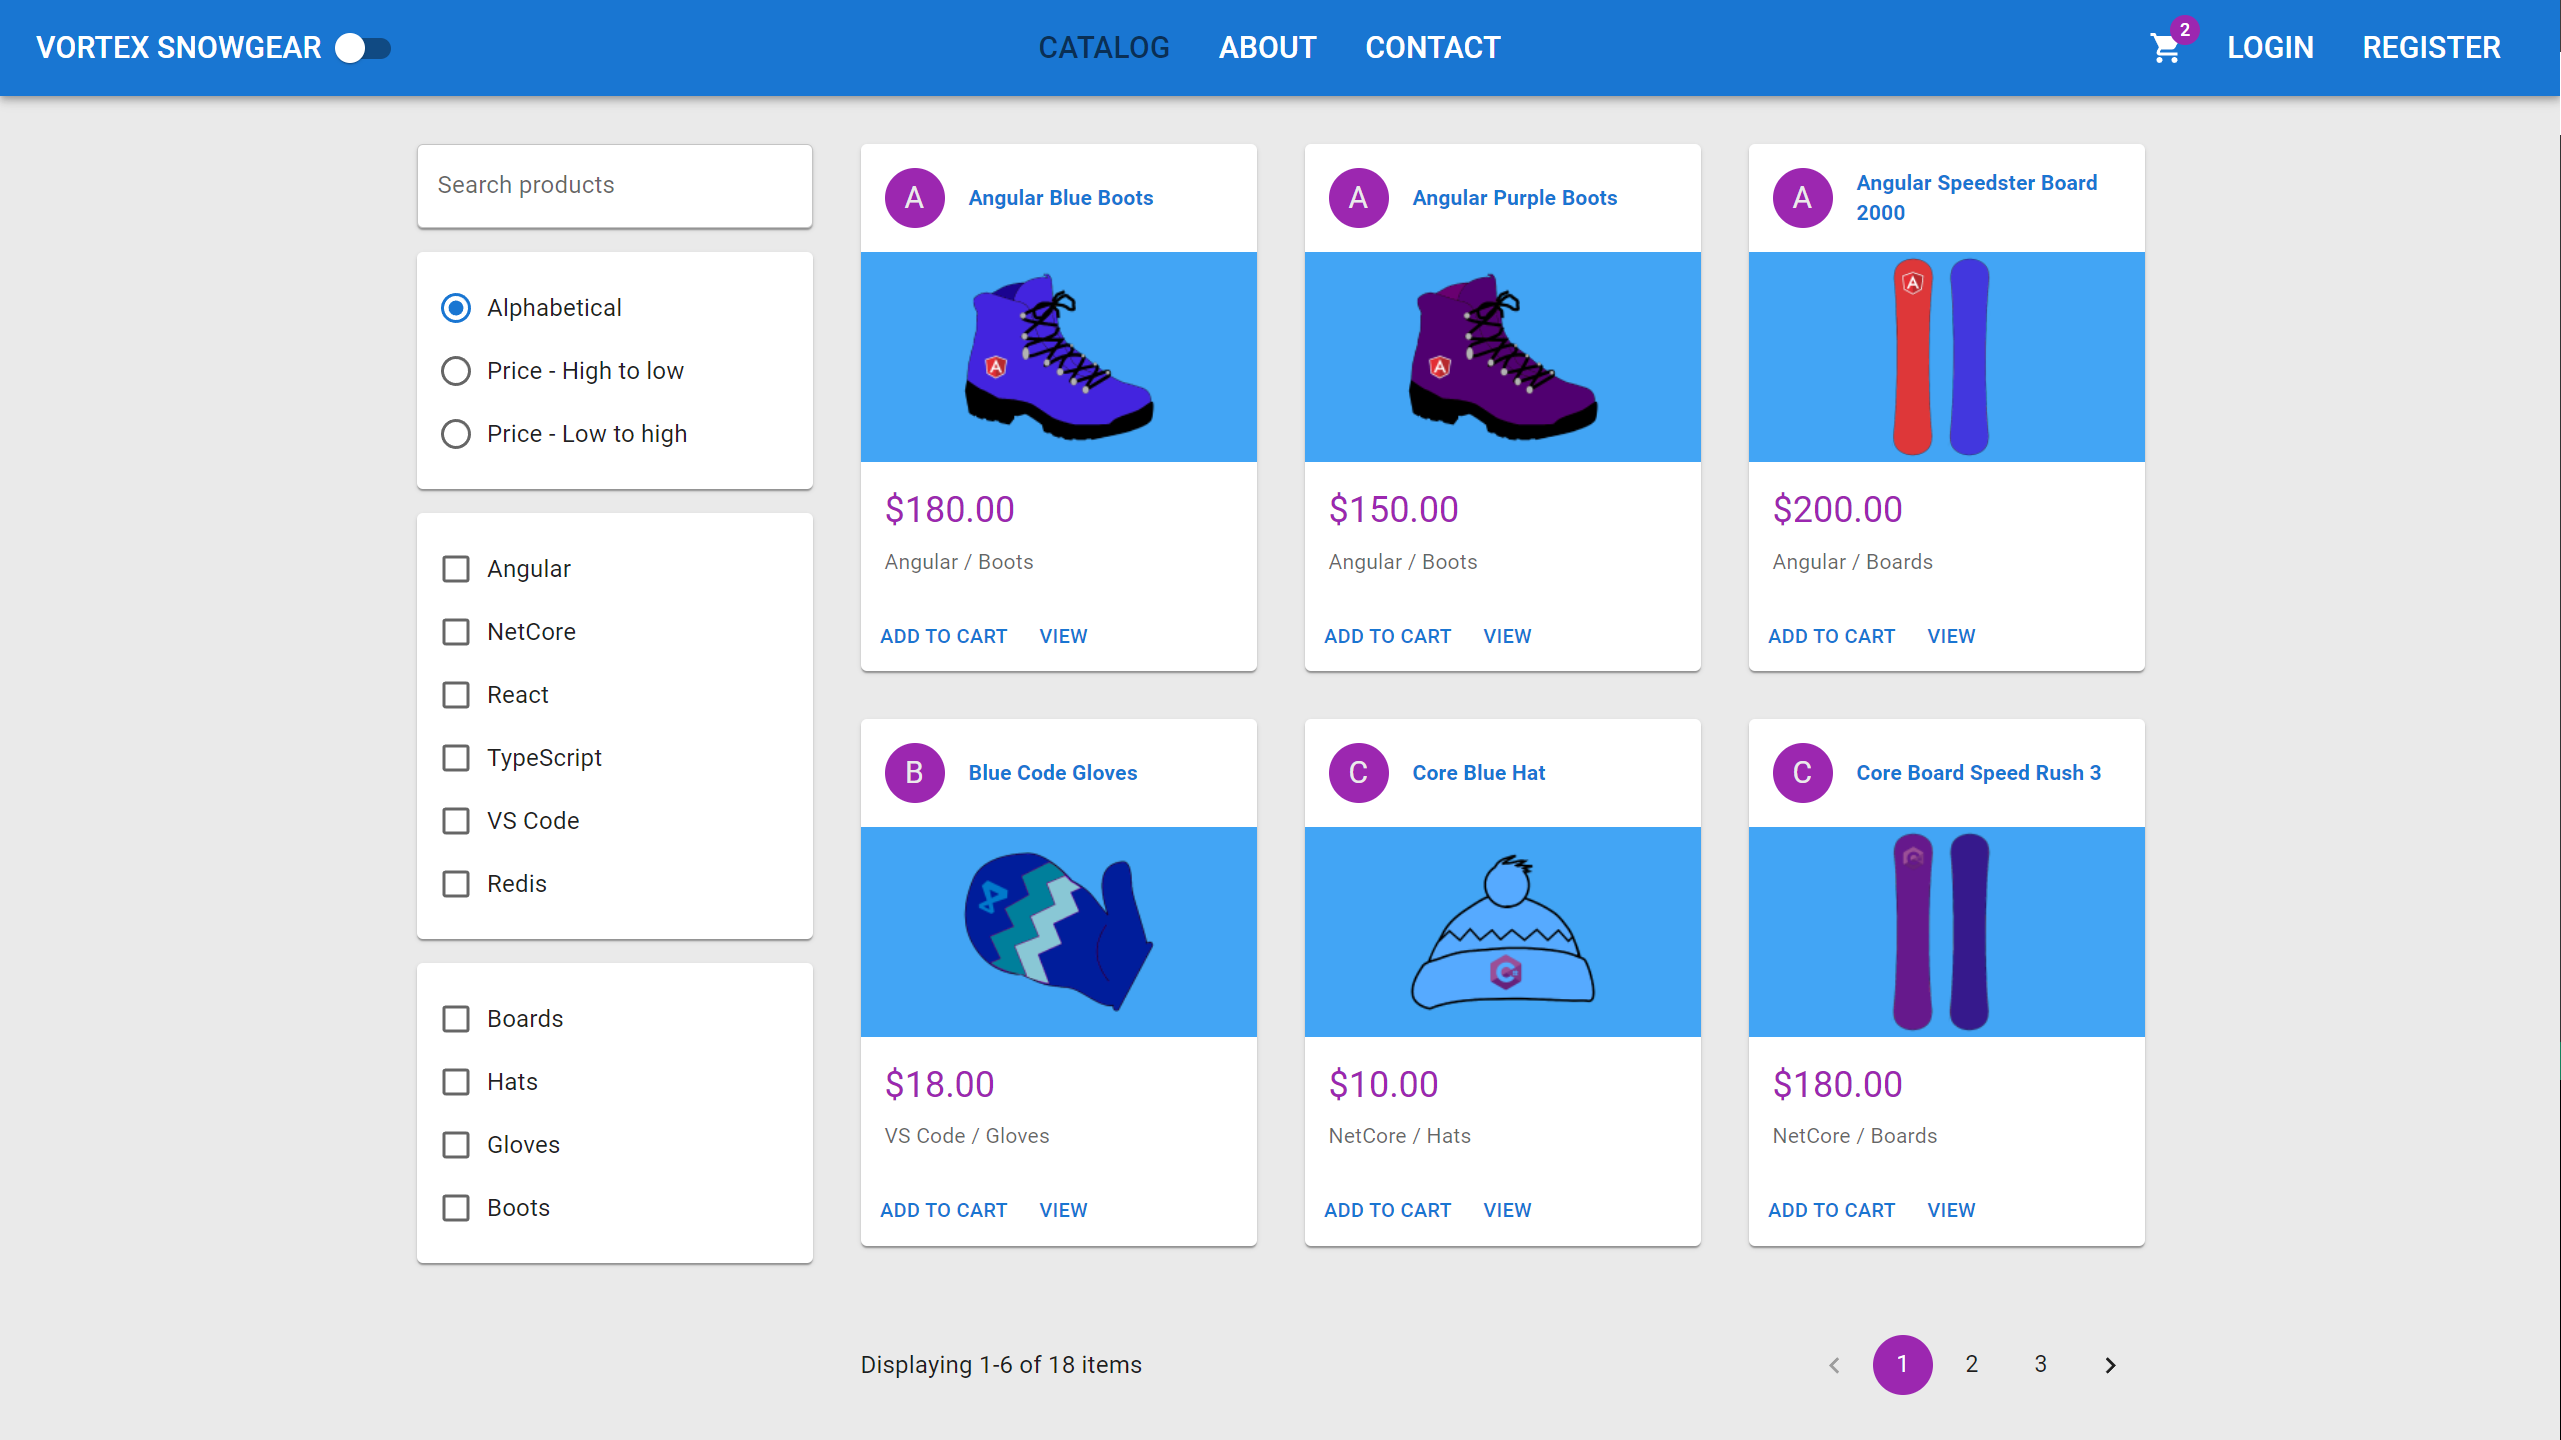 VORTEX SNOWGEAR
CATALOG ABOUT CONTACT
2
LOGIN REGISTER
Search products
Alphabetical
Price - High to low
Price - Low to high
Angular
NetCore
React
TypeScript
VS Code
Redis
Boards
Hats
Gloves
Boots
A Angular Blue Boots
A
$180.00
Angular / Boots
ADD TO CART VIEW
A Angular Purple Boots
A
$150.00
Angular / Boots
ADD TO CART VIEW
A Angular Speedster Board
2000
A
$200.00
Angular / Boards
ADD TO CART VIEW
B Blue Code Gloves
$18.00
VS Code / Gloves
ADD TO CART VIEW
C Core Blue Hat
C
$10.00
NetCore / Hats
ADD TO CART VIEW
C Core Board Speed Rush 3
$180.00
NetCore / Boards
ADD TO CART VIEW
Displaying 1-6 of 18 items
1 2 3